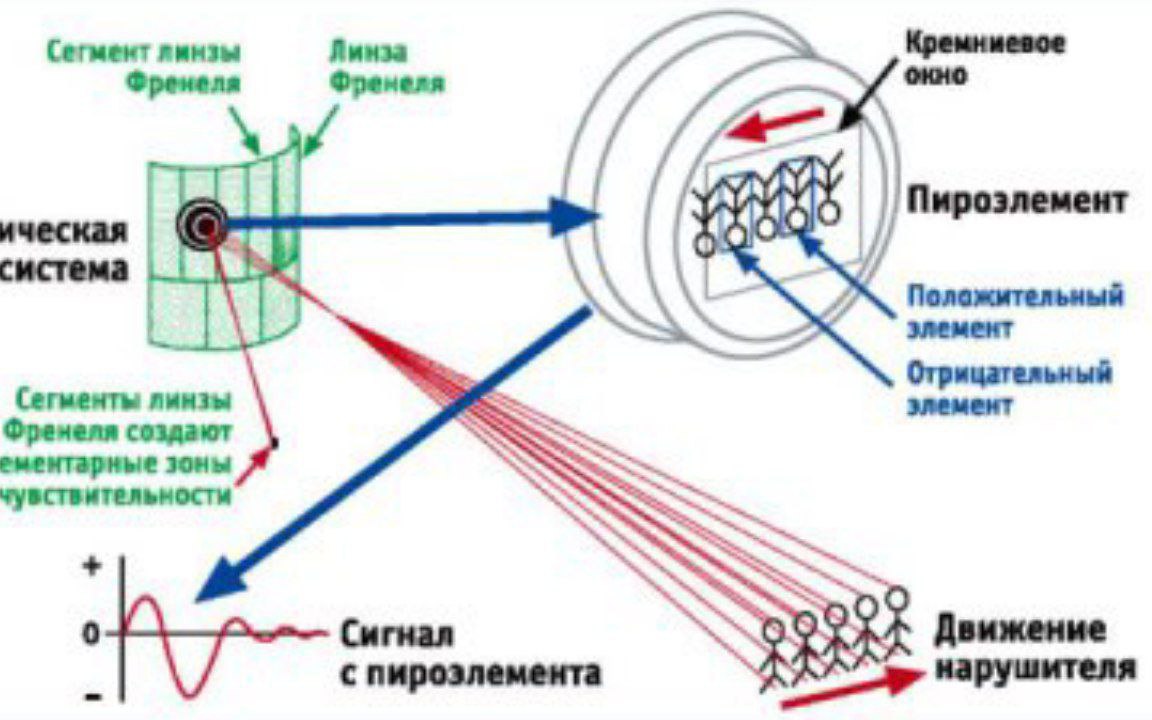 Сегмент линзы
Френеля
Линза
Френеля
Кремниевое
окно
Пироэлемент
ическая
система
Положительный
элемент
Отрицательный
элемент
Сегменты линзы
Френеля создают
ементарные зоны
чувствительности
+
0
-
Сигнал
с пироэлемента
Движение
нарушителя